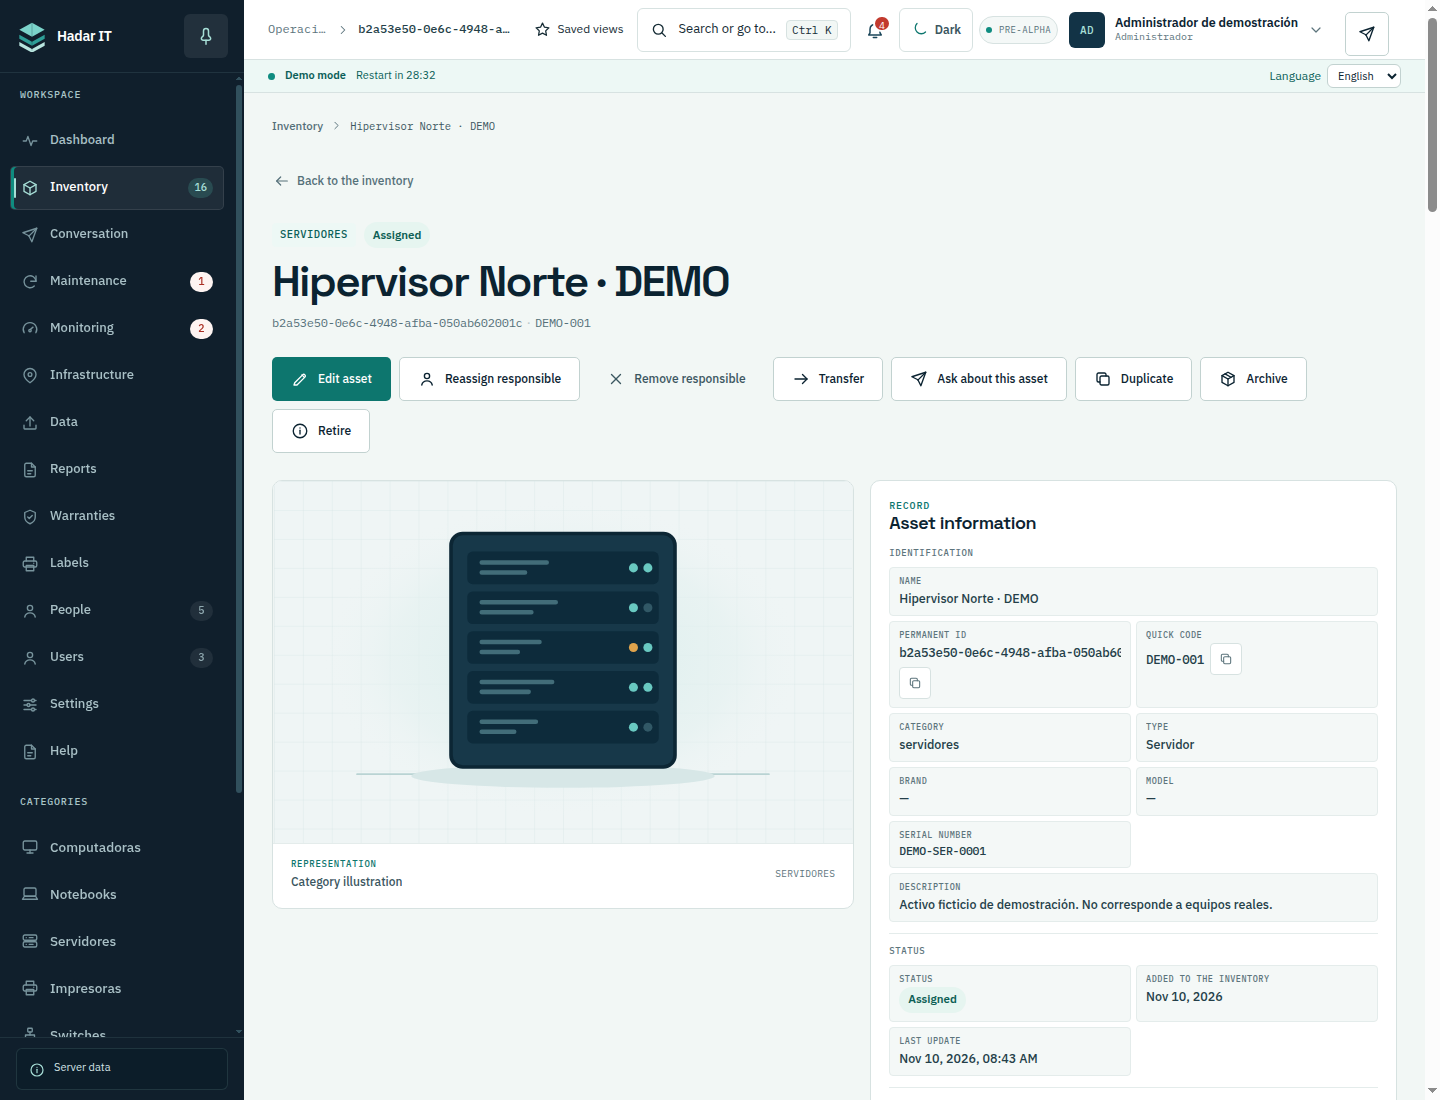 Hadar IT
WORKSPACE
Dashboard
Inventory 16
Conversation
Maintenance 1
Monitoring 2
Infrastructure
Data
Reports
Warranties
Labels
People 5
Users 3
Settings
Help
CATEGORIES
Computadoras
Notebooks
Servidores
Impresoras
Switches
Server data
Operaci… b2a53e50-0e6c-4948-a… Saved views Search or go to... Ctrl K 4 Dark PRE-ALPHA AD Administrador de demostración
Administrador
Demo mode Restart in 28:32 Language English
Inventory Hipervisor Norte · DEMO
Back to the inventory
SERVIDORES Assigned
Hipervisor Norte · DEMO
b2a53e50-0e6c-4948-afba-050ab602001c · DEMO-001
Edit asset Reassign responsible Remove responsible Transfer Ask about this asset Duplicate Archive
Retire
REPRESENTATION
Category illustration
SERVIDORES
RECORD
Asset information
IDENTIFICATION
NAME
Hipervisor Norte · DEMO
PERMANENT ID
b2a53e50-0e6c-4948-afba-050ab60
QUICK CODE
DEMO-001
CATEGORY
servidores
TYPE
Servidor
BRAND
—
MODEL
—
SERIAL NUMBER
DEMO-SER-0001
DESCRIPTION
Activo ficticio de demostración. No corresponde a equipos reales.
STATUS
STATUS
Assigned
ADDED TO THE INVENTORY
Nov 10, 2026
LAST UPDATE
Nov 10, 2026, 08:43 AM